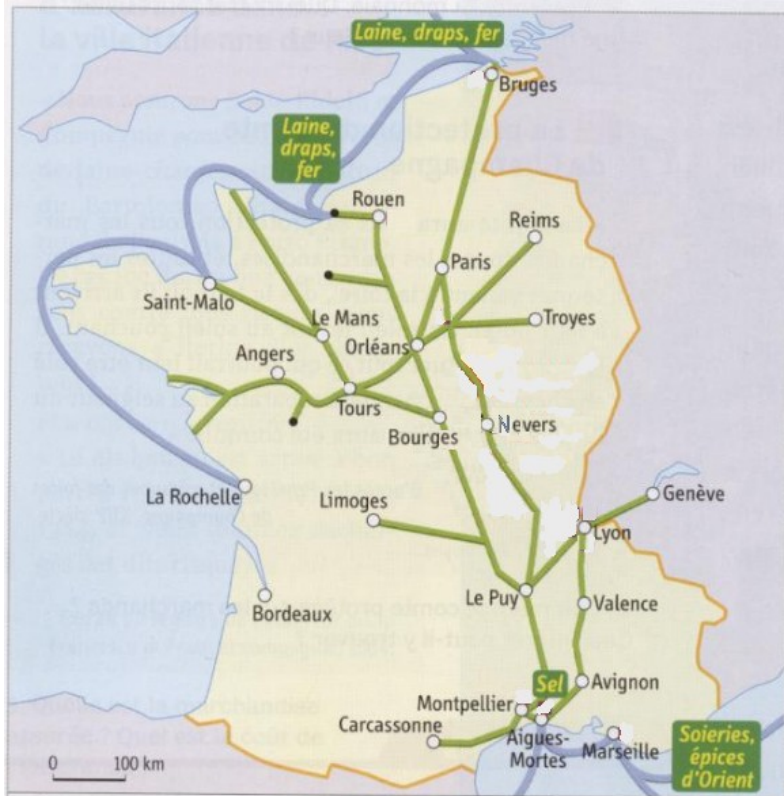 Laine, draps, fer
Bruges
Laine,
draps,
fer
Rouen
Reims
Paris
Saint-Malo
Le Mans
Troyes
Angers
Orléans
Tours
Bourges
Nevers
La Rochelle
Limoges
Genève
Lyon
Le Puy
Valence
Bordeaux
Sel
Avignon
Montpellier
Carcassonne
Aigues-
Mortes
Marseille
Soieries,
épices
d'Orient
0 100 km